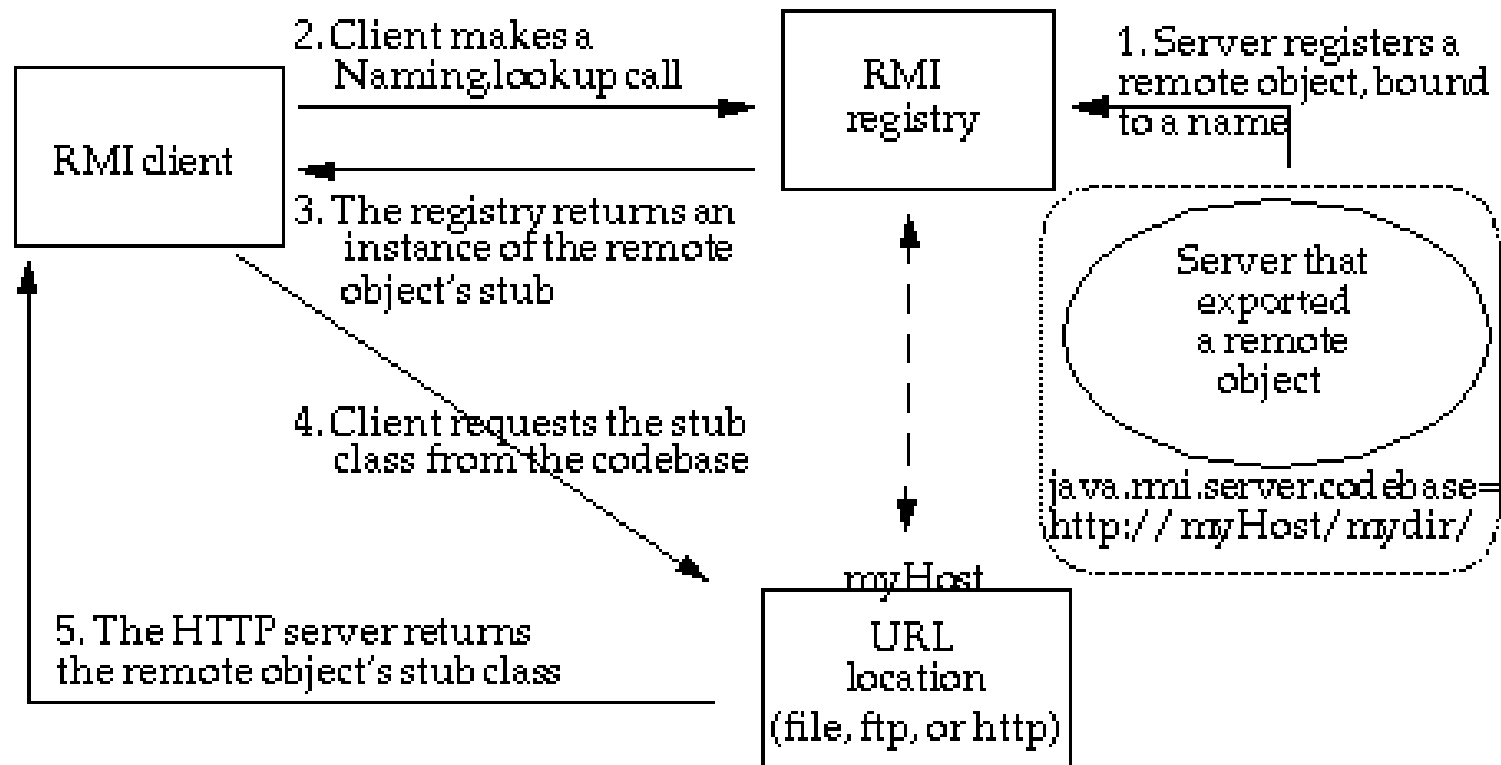 2. Client makes a
Naming.lookup call
RMI
registry
1. Server registers a
remote object, bound
to a name
RMI client
3. The registry returns an
instance of the remote
object's stub
Server that
exported
a remote
object
4. Client requests the stub
class from the codebase
java.rmi.server.codebase=
http://myHost/mydir/
myHost
5. The HTTP server returns
the remote object's stub class
URL
location
(file, ftp, or http)